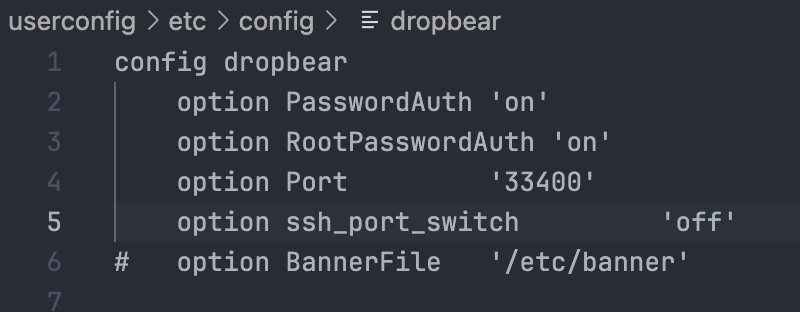 userconfig > etc > config > dropbear
1 config dropbear
2 option PasswordAuth 'on'
3 option RootPasswordAuth 'on'
4 option Port '33400'
5 option ssh_port_switch 'off'
6 # option BannerFile '/etc/banner'
7